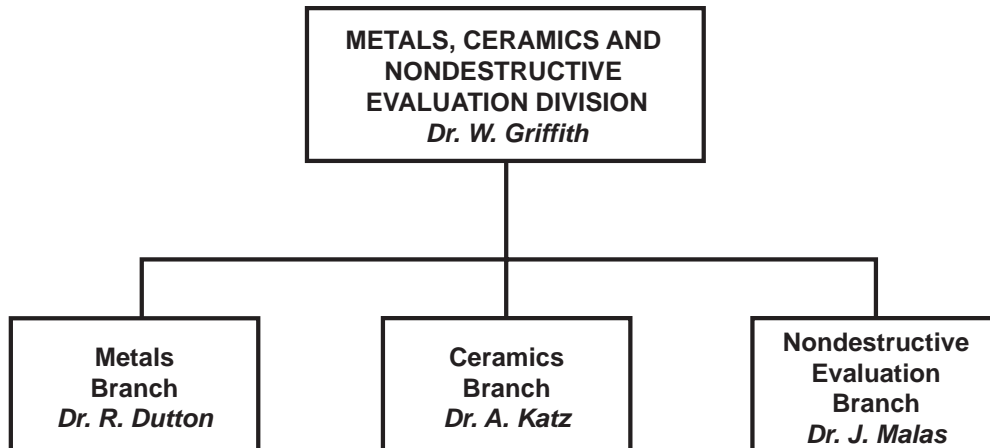 METALS, CERAMICS AND
NONDESTRUCTIVE
EVALUATION DIVISION
Dr. W. Griffith
Metals
Branch
Dr. R. Dutton
Ceramics
Branch
Dr. A. Katz
Nondestructive
Evaluation
Branch
Dr. J. Malas